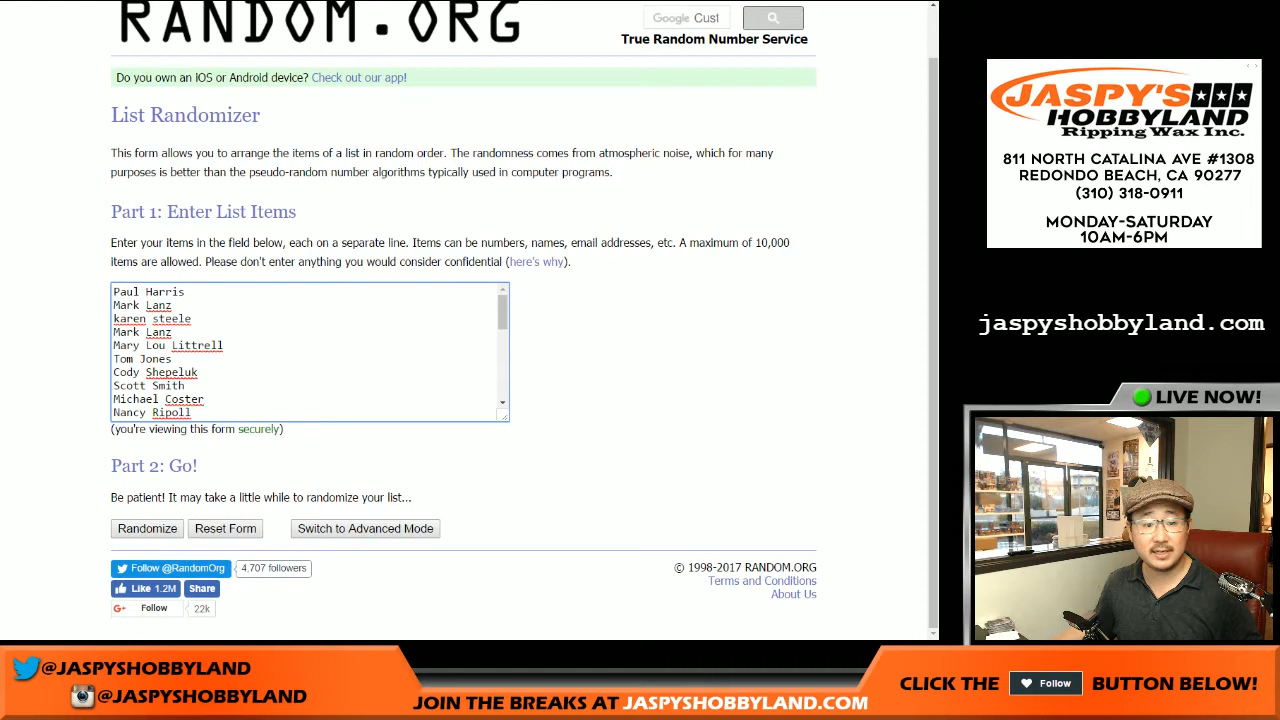 RANDOM.ORG
Google Cust
True Random Number Service
Do you own an iOS or Android device? Check out our app!
List Randomizer
This form allows you to arrange the items of a list in random order. The randomness comes from atmospheric noise, which for many
purposes is better than the pseudo-random number algorithms typically used in computer programs.
Part 1: Enter List Items
Enter your items in the field below, each on a separate line. Items can be numbers, names, email addresses, etc. A maximum of 10,000
items are allowed. Please don't enter anything you would consider confidential (here's why).
Paul Harris
Mark Lanz
karen steele
Mark Lanz
Mary Lou Littrell
Tom Jones
Cody Shepeluk
Scott Smith
Michael Coster
Nancy Ripoll
(you're viewing this form securely)
Part 2: Go!
Be patient! It may take a little while to randomize your list...
Randomize Reset Form Switch to Advanced Mode
Follow @RandomOrg 4,707 followers
Like 1.2M Share
G+ Follow 22k
© 1998-2017 RANDOM.ORG
Terms and Conditions
About Us
JASPY'S
HOBBYLAND
Ripping Wax Inc.
811 NORTH CATALINA AVE #1308
REDONDO BEACH, CA 90277
(310) 318-0911
MONDAY-SATURDAY
10AM-6PM
jaspyshobbyland.com
LIVE NOW!
@JASPYSHOBBYLAND
@JASPYSHOBBYLAND
JOIN THE BREAKS AT JASPYSHOBBYLAND.COM
CLICK THE Follow BUTTON BELOW!